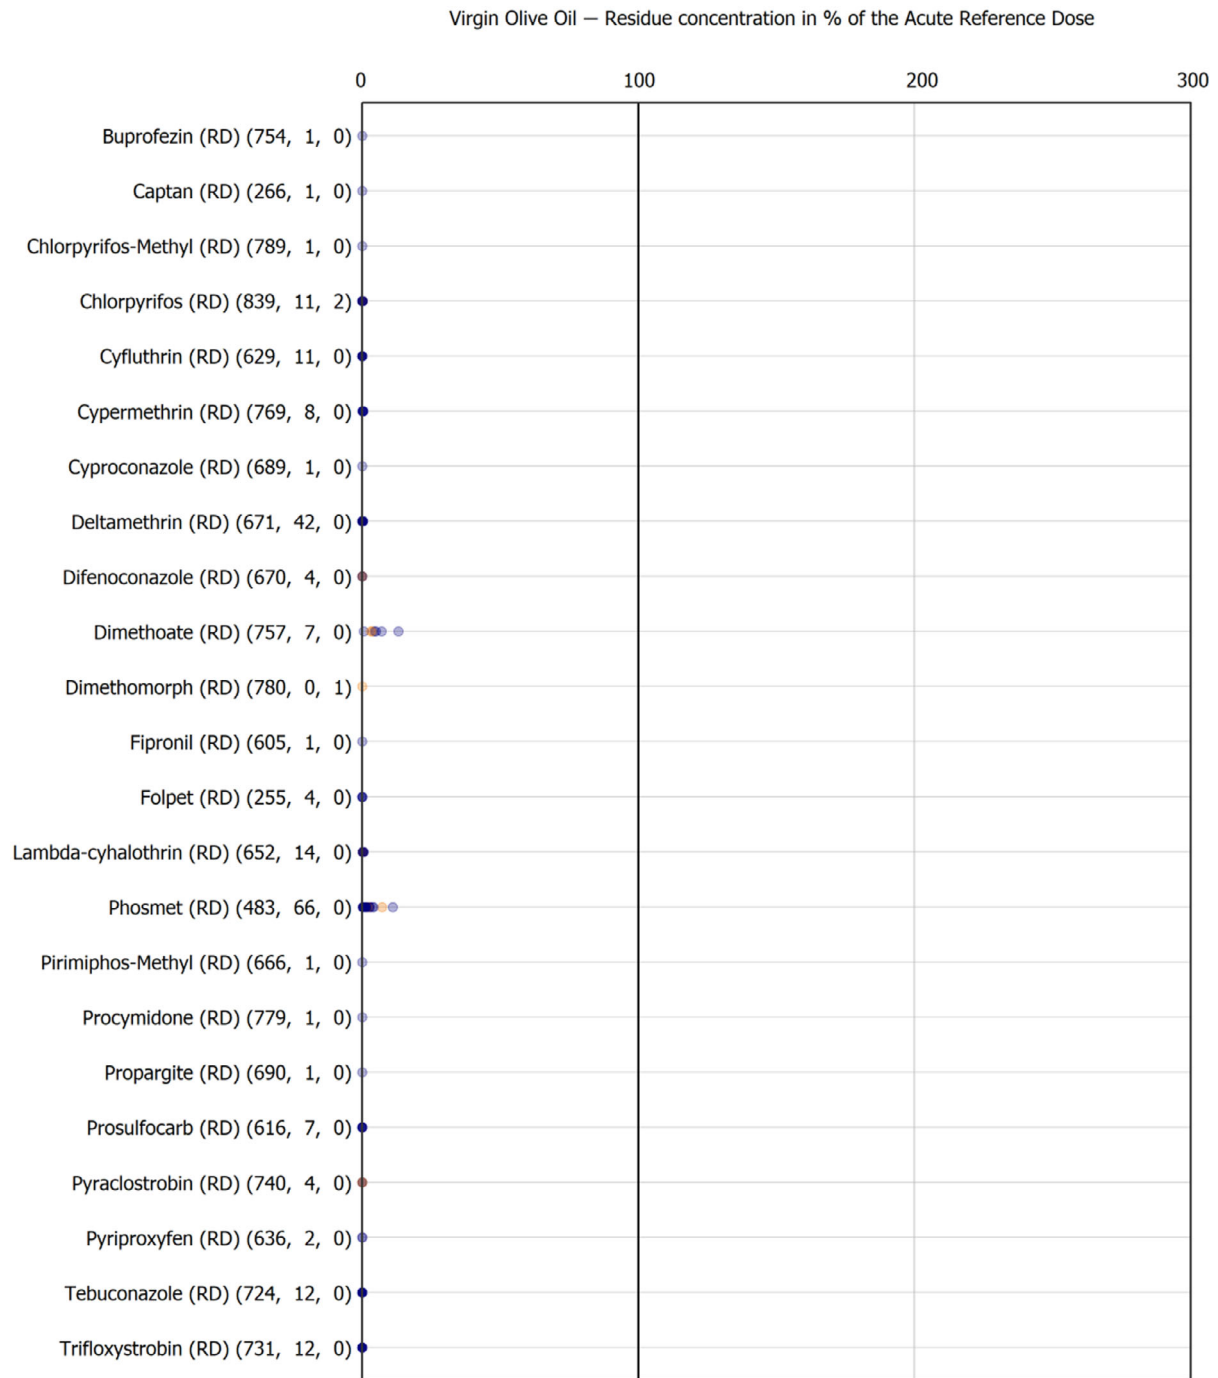 Virgin Olive Oil — Residue concentration in % of the Acute Reference Dose
0 100 200 300
Buprofezin (RD) (754, 1, 0)
Captan (RD) (266, 1, 0)
Chlorpyrifos-Methyl (RD) (789, 1, 0)
Chlorpyrifos (RD) (839, 11, 2)
Cyfluthrin (RD) (629, 11, 0)
Cypermethrin (RD) (769, 8, 0)
Cyproconazole (RD) (689, 1, 0)
Deltamethrin (RD) (671, 42, 0)
Difenoconazole (RD) (670, 4, 0)
Dimethoate (RD) (757, 7, 0)
Dimethomorph (RD) (780, 0, 1)
Fipronil (RD) (605, 1, 0)
Folpet (RD) (255, 4, 0)
Lambda-cyhalothrin (RD) (652, 14, 0)
Phosmet (RD) (483, 66, 0)
Pirimiphos-Methyl (RD) (666, 1, 0)
Procymidone (RD) (779, 1, 0)
Propargite (RD) (690, 1, 0)
Prosulfocarb (RD) (616, 7, 0)
Pyraclostrobin (RD) (740, 4, 0)
Pyriproxyfen (RD) (636, 2, 0)
Tebuconazole (RD) (724, 12, 0)
Trifloxystrobin (RD) (731, 12, 0)